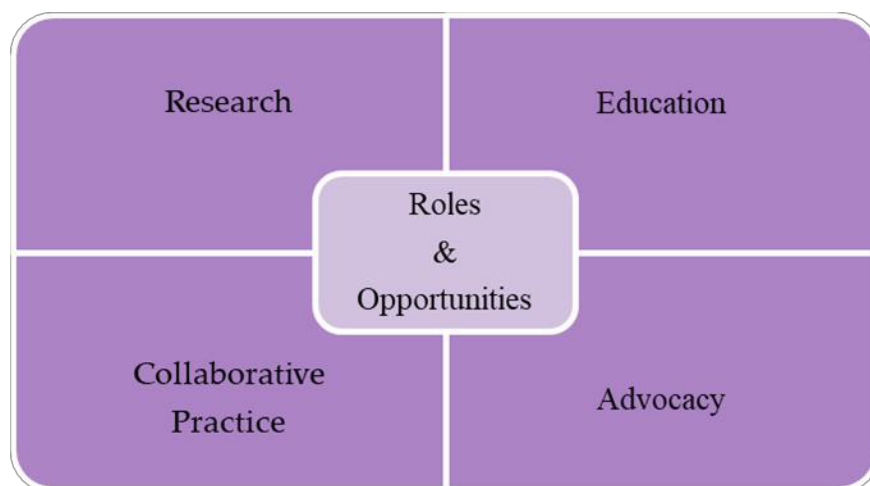 Research
Education
Roles
&
Opportunities
Collaborative
Practice
Advocacy